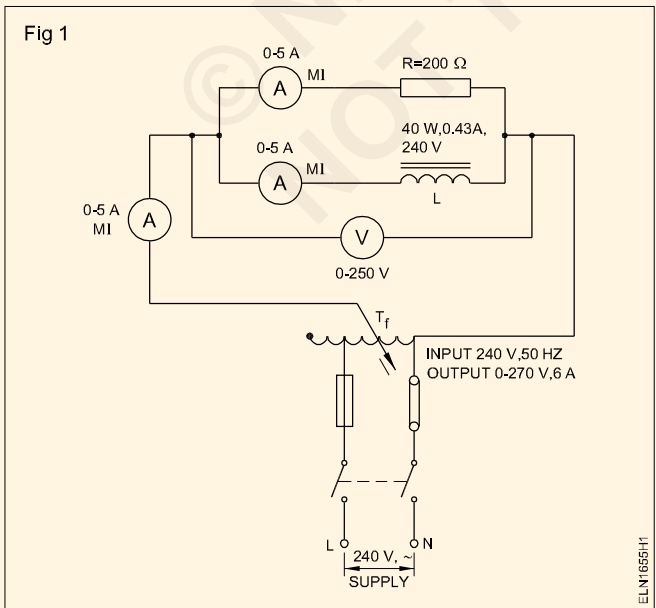 Fig 1
0-5 A
MI
R=200 Ω
A
40 W,0.43A,
240 V
0-5 A
MI
A
L
0-5 A
MI
A
V
0-250 V
Tf
INPUT 240 V,50 HZ
OUTPUT 0-270 V,6 A
L
240 V, ~
N
SUPPLY
ELN1655H1